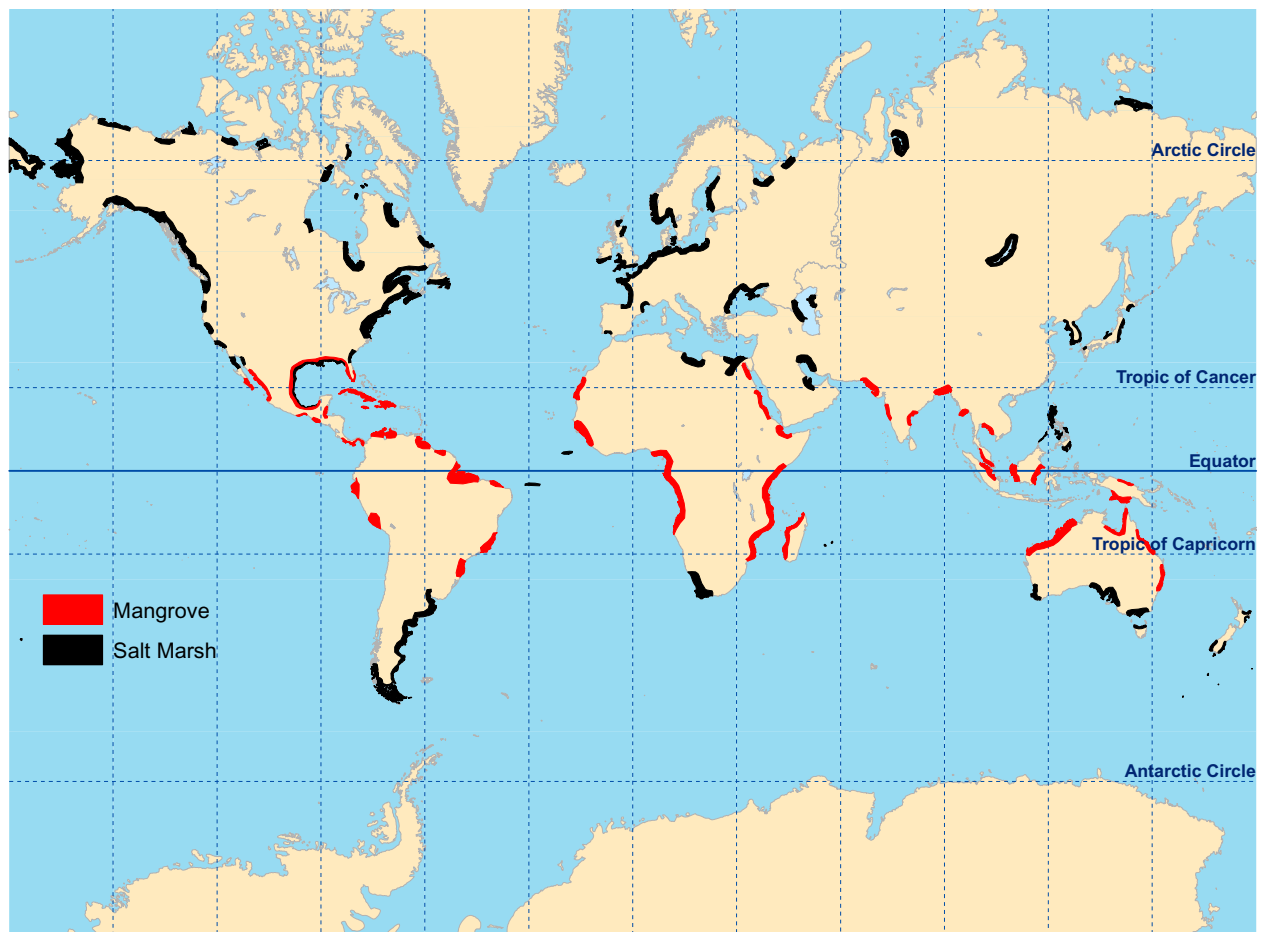 Arctic Circle
Tropic of Cancer
Equator
Tropic of Capricorn
Mangrove
Salt Marsh
Antarctic Circle